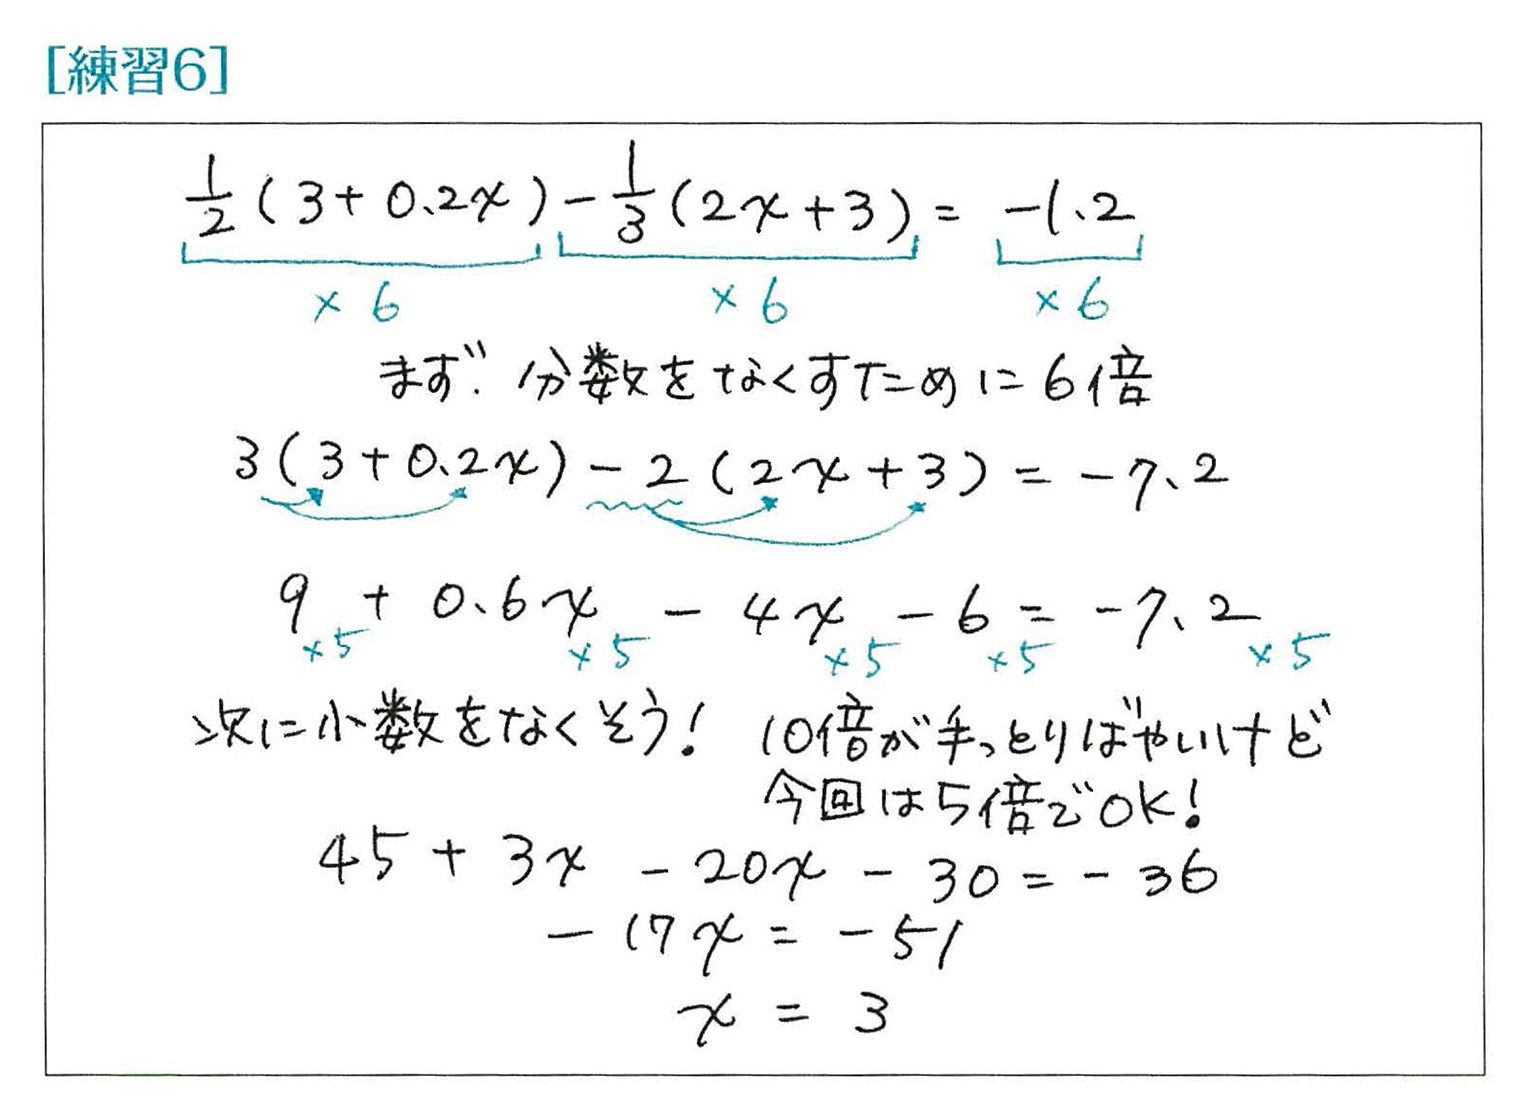 [練習6]
1/2(3+0.2x)-1/3(2x+3)=-1.2
×6 ×6 ×6
まず、分数をなくすために6倍
3(3+0.2x)-2(2x+3)=-7.2
9+0.6x-4x-6=-7.2
×5 ×5 ×5 ×5 ×5
次に小数をなくそう! 10倍が手っとりばやいけど
今回は5倍でOK!
45+3x-20x-30=-36
-17x=-51
x=3